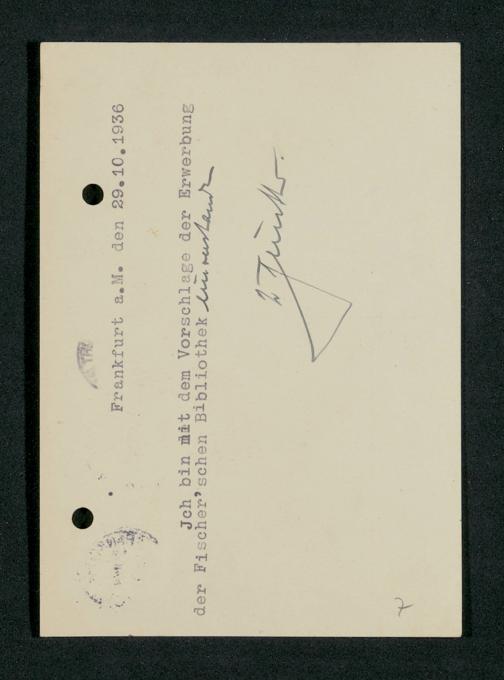 Frankfurt a.M. den 29.10.1936
Jch bin mit dem Vorschlage der Erwerbung
der Fischer'schen Bibliothek einverstanden
7